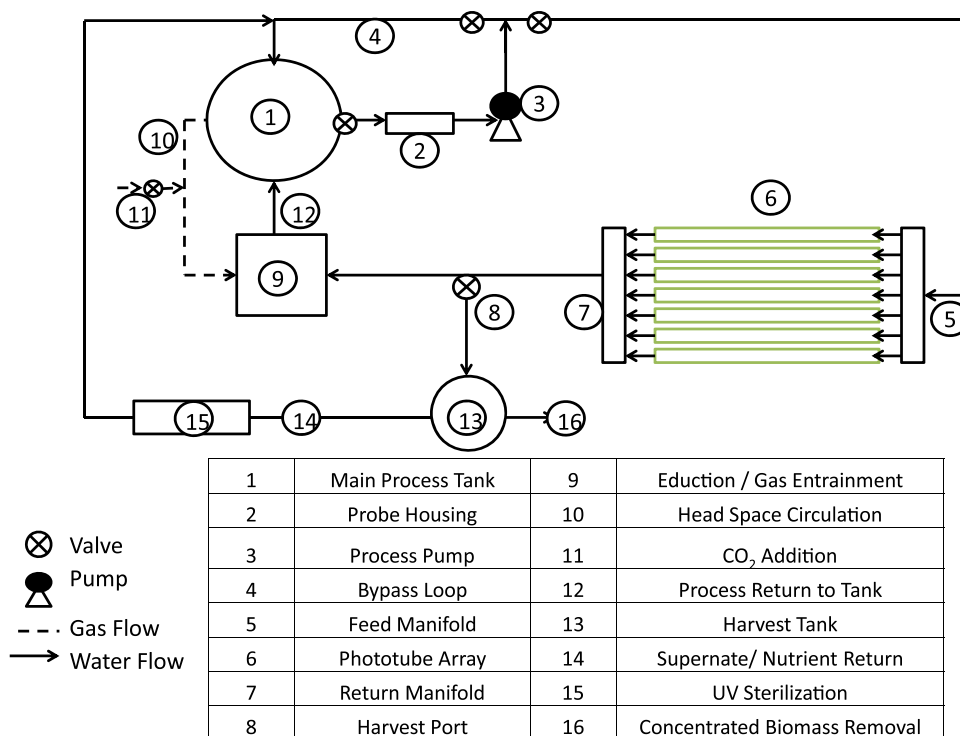 4
3
1
10
2
11
12
6
9
8
7
5
15
14
13
16
Valve
Pump
Gas Flow
Water Flow
1 Main Process Tank 9 Eduction / Gas Entrainment
2 Probe Housing 10 Head Space Circulation
3 Process Pump 11 CO₂ Addition
4 Bypass Loop 12 Process Return to Tank
5 Feed Manifold 13 Harvest Tank
6 Phototube Array 14 Supernate/ Nutrient Return
7 Return Manifold 15 UV Sterilization
8 Harvest Port 16 Concentrated Biomass Removal